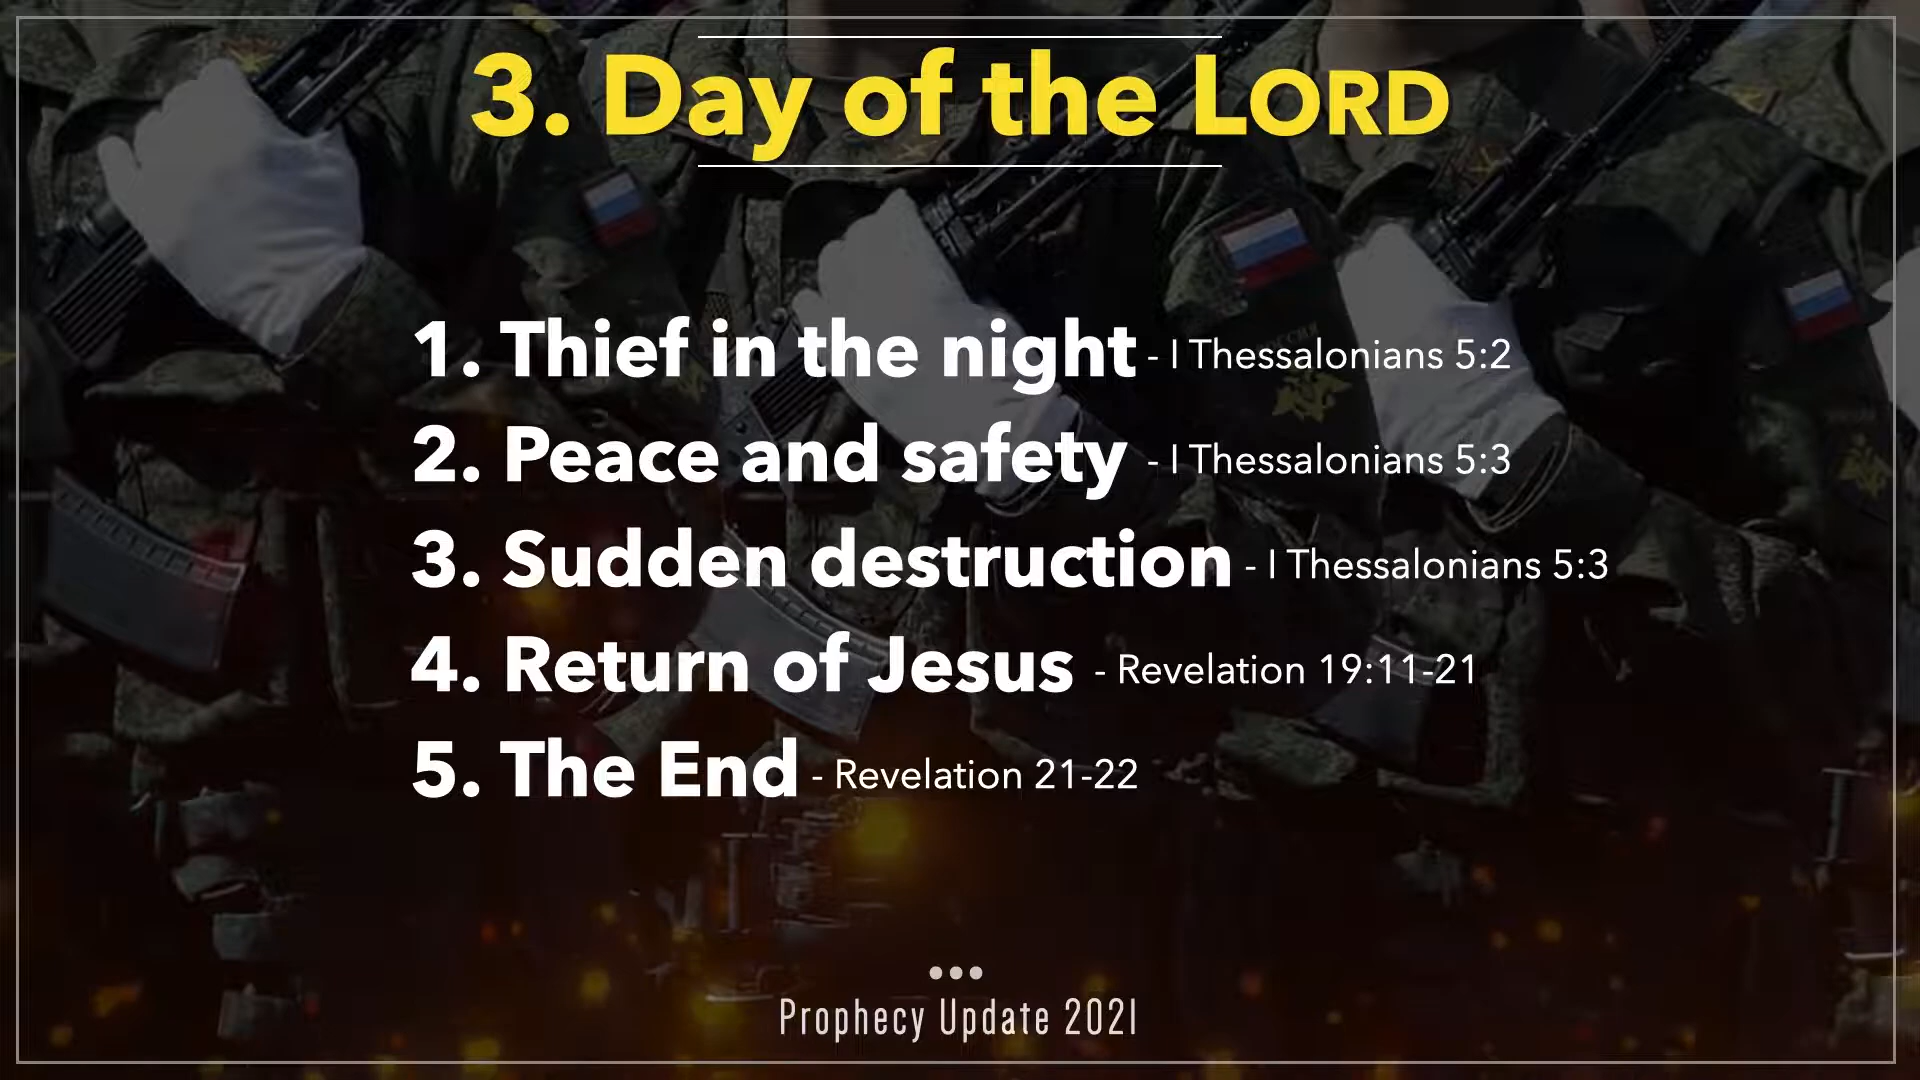 3. Day of the LORD
1. Thief in the night - I Thessalonians 5:2
2. Peace and safety - I Thessalonians 5:3
3. Sudden destruction - I Thessalonians 5:3
4. Return of Jesus - Revelation 19:11-21
5. The End - Revelation 21-22
Prophecy Update 2021